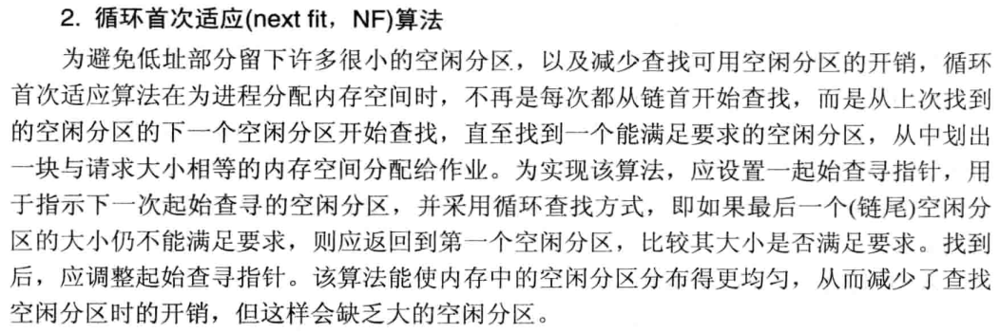 2. 循环首次适应(next fit，NF)算法
为避免低址部分留下许多很小的空闲分区，以及减少查找可用空闲分区的开销，循环
首次适应算法在为进程分配内存空间时，不再是每次都从链首开始查找，而是从上次找到
的空闲分区的下一个空闲分区开始查找，直至找到一个能满足要求的空闲分区，从中划出
一块与请求大小相等的内存空间分配给作业。为实现该算法，应设置一起始查寻指针，用
于指示下一次起始查寻的空闲分区，并采用循环查找方式，即如果最后一个(链尾)空闲分
区的大小仍不能满足要求，则应返回到第一个空闲分区，比较其大小是否满足要求。找到
后，应调整起始查寻指针。该算法能使内存中的空闲分区分布得更均匀，从而减少了查找
空闲分区时的开销，但这样会缺乏大的空闲分区。